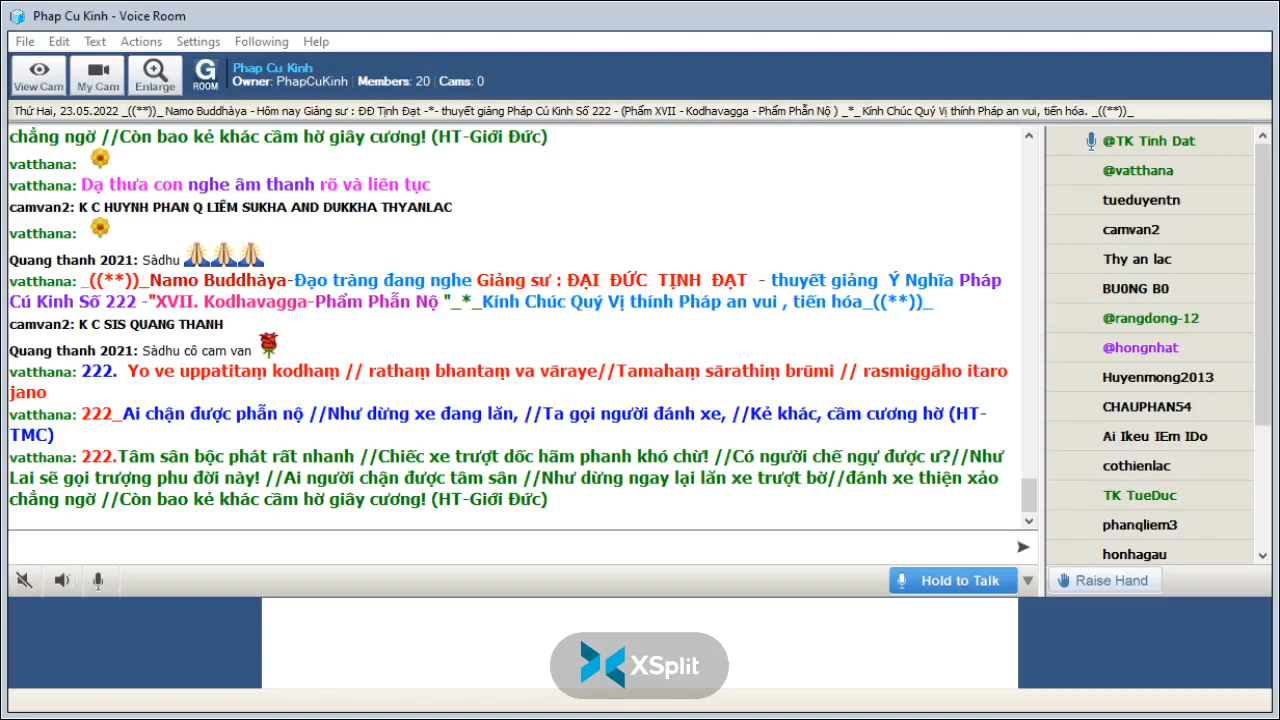 Phap Cu Kinh - Voice Room
File Edit Text Actions Settings Following Help
View Cam My Cam Enlarge G ROOM
Phap Cu Kinh
Owner: PhapCuKinh | Members: 20 | Cams: 0
Thứ Hai, 23.05.2022 _((**))_ Namo Buddhàya - Hôm nay Giảng sư : ĐĐ Tịnh Đạt -*- thuyết giảng Pháp Cú Kinh Số 222 - (Phẩm XVII - Kodhavagga - Phẩm Phẫn Nộ ) _*_ Kính Chúc Quý Vị thính Pháp an vui, tiến hóa. _((**))_
chẳng ngờ //Còn bao kẻ khác cầm hờ giây cương! (HT-Giới Đức)
vatthana:
vatthana: Dạ thưa con nghe âm thanh rõ và liên tục
camvan2: K C HUYNH PHAN Q LIÊM SUKHA AND DUKKHA THYANLAC
vatthana:
Quang thanh 2021: Sàdhu
vatthana: _((**))_Namo Buddhàya-Đạo tràng đang nghe Giảng sư : ĐẠI ĐỨC TỊNH ĐẠT - thuyết giảng Ý Nghĩa Pháp
Cú Kinh Số 222 -"XVII. Kodhavagga-Phẩm Phẫn Nộ "_*_Kính Chúc Quý Vị thính Pháp an vui , tiến hóa_((**))_
camvan2: K C SIS QUANG THANH
Quang thanh 2021: Sàdhu cô cam van
vatthana: 222. Yo ve uppatitaṃ kodhaṃ // rathaṃ bhantaṃ va vāraye//Tamahaṃ sārathiṃ brūmi // rasmiggāho itaro
jano
vatthana: 222_Ai chận được phẫn nộ //Như dừng xe đang lăn, //Ta gọi người đánh xe, //Kẻ khác, cầm cương hờ (HT-
TMC)
vatthana: 222.Tâm sân bộc phát rất nhanh //Chiếc xe trượt dốc hãm phanh khó chừ! //Có người chế ngự được ư?//Như
Lai sẽ gọi trượng phu đời này! //Ai người chận được tâm sân //Như dừng ngay lại lăn xe trượt bờ//đánh xe thiện xảo
chẳng ngờ //Còn bao kẻ khác cầm hờ giây cương! (HT-Giới Đức)
@TK Tinh Dat
@vatthana
tueduyentn
camvan2
Thy an lac
BU0NG B0
@rangdong-12
@hongnhat
Huyenmong2013
CHAUPHAN54
Ai lkeu IEm IDo
cothienlac
TK TueDuc
phanqliem3
honhagau
Hold to Talk
Raise Hand
XSplit